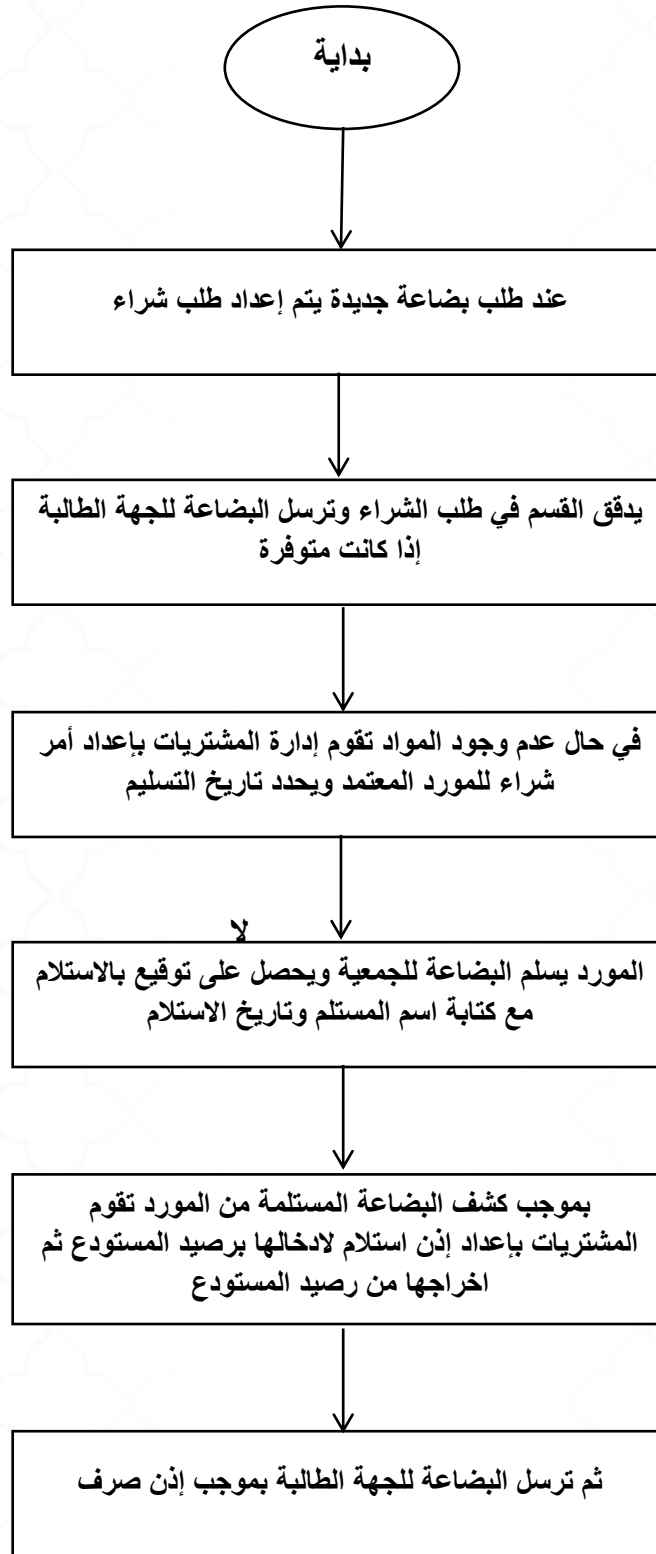 بداية
عند طلب بضاعة جديدة يتم إعداد طلب شراء
يدقق القسم في طلب الشراء وترسل البضاعة للجهة الطالبة
إذا كانت متوفرة
في حال عدم وجود المواد تقوم إدارة المشتريات بإعداد أمر
شراء للمورد المعتمد ويحدد تاريخ التسليم
لا
المورد يسلم البضاعة للجمعية ويحصل على توقيع بالاستلام
مع كتابة اسم المستلم وتاريخ الاستلام
بموجب كشف البضاعة المستلمة من المورد تقوم
المشتريات بإعداد إذن استلام لادخالها برصيد المستودع ثم
اخراجها من رصيد المستودع
ثم ترسل البضاعة للجهة الطالبة بموجب إذن صرف